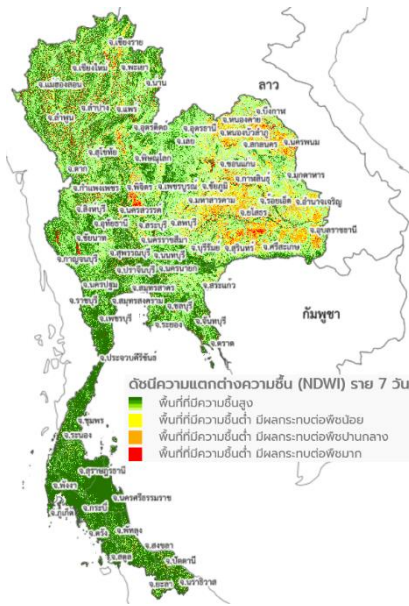 จ.เชียงราย
จ.เชียงใหม่
จ.พะเยา
จ.แม่ฮ่องสอน
จ.น่าน
จ.ลำปาง
จ.แพร่
จ.ลำพูน
จ.อุตรดิตถ์
จ.สุโขทัย
จ.ตาก
จ.พิษณุโลก
จ.เลย
จ.อุดรธานี
จ.หนองคาย
จ.บึงกาฬ
ลาว
จ.หนองบัวลำภู
จ.สกลนคร
จ.นครพนม
จ.ขอนแก่น
จ.กาฬสินธุ์
จ.มุกดาหาร
จ.กำแพงเพชร
จ.พิจิตร
จ.เพชรบูรณ์
จ.ชัยภูมิ
จ.มหาสารคาม
จ.ร้อยเอ็ด
จ.อำนาจเจริญ
จ.ยโสธร
จ.สิงห์บุรี
จ.นครสวรรค์
จ.อุทัยธานี
จ.สระบุรี
จ.ลพบุรี
จ.อุบลราชธานี
จ.ชัยนาท
จ.นครราชสีมา
จ.บุรีรัมย์
จ.สุรินทร์
จ.ศรีสะเกษ
จ.สุพรรณบุรี
จ.นนทบุรี
จ.กาญจนบุรี
จ.ปราจีนบุรี
จ.นครนายก
จ.นครปฐม
จ.สมุทรสาคร
จ.สระแก้ว
จ.ราชบุรี
จ.สมุทรสงคราม
จ.ชลบุรี
กัมพูชา
จ.เพชรบุรี
จ.ระยอง
จ.จันทบุรี
จ.ตราด
จ.ประจวบคีรีขันธ์
ดัชนีความแตกต่างความชื้น (NDWI) ราย 7 วัน
พื้นที่ที่มีความชื้นสูง
พื้นที่ที่มีความชื้นต่ำ มีผลกระทบต่อพืชน้อย
พื้นที่ที่มีความชื้นต่ำ มีผลกระทบต่อพืชปานกลาง
พื้นที่ที่มีความชื้นต่ำ มีผลกระทบต่อพืชมาก
จ.ชุมพร
จ.ระนอง
จ.สุราษฎร์ธานี
จ.พังงา
จ.นครศรีธรรมราช
จ.กระบี่
จ.ภูเก็ต
จ.ตรัง
จ.พัทลุง
จ.สงขลา
จ.สตูล
จ.ปัตตานี
จ.ยะลา
จ.นราธิวาส